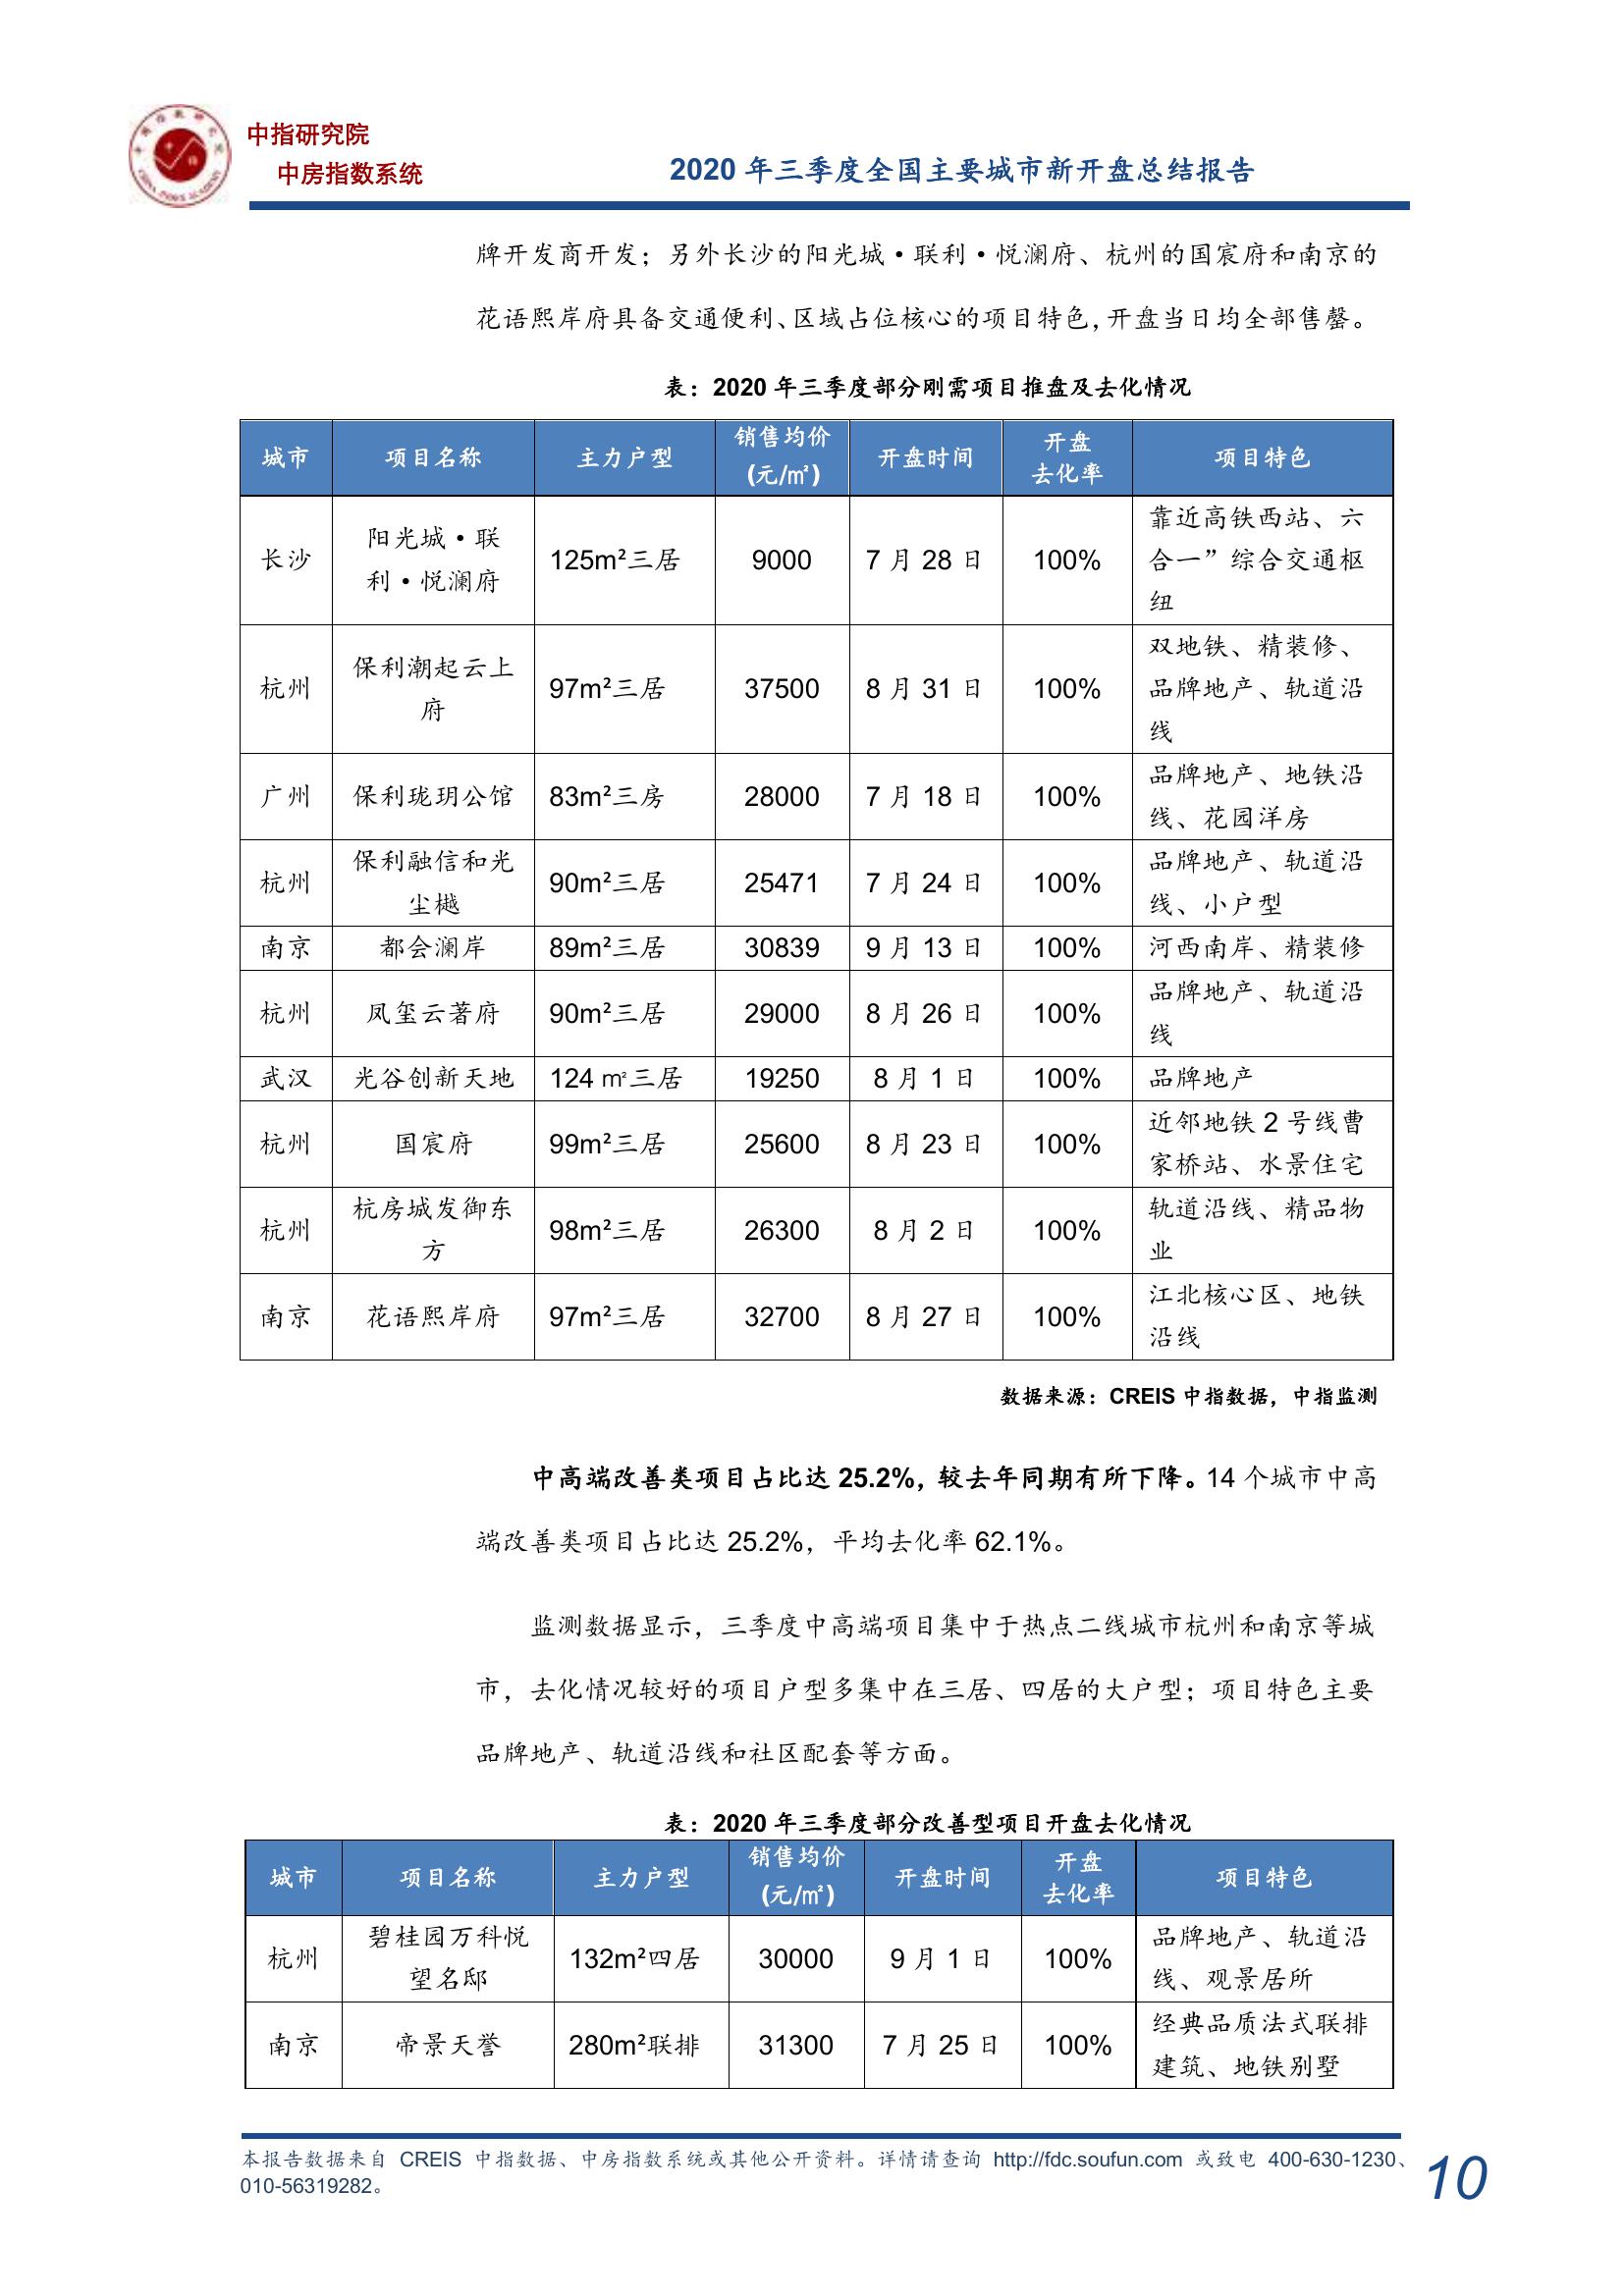 中指研究院
中房指数系统
2020 年三季度全国主要城市新开盘总结报告
牌开发商开发；另外长沙的阳光城·联利·悦澜府、杭州的国宸府和南京的
花语熙岸府具备交通便利、区域占位核心的项目特色，开盘当日均全部售罄。
表：2020 年三季度部分刚需项目推盘及去化情况
城市 项目名称 主力户型 销售均价(元/㎡) 开盘时间 开盘去化率 项目特色
长沙 阳光城·联利·悦澜府 125m²三居 9000 7 月 28 日 100% 靠近高铁西站、六合一”综合交通枢纽
杭州 保利潮起云上府 97m²三居 37500 8 月 31 日 100% 双地铁、精装修、品牌地产、轨道沿线
广州 保利珑玥公馆 83m²三房 28000 7 月 18 日 100% 品牌地产、地铁沿线、花园洋房
杭州 保利融信和光尘樾 90m²三居 25471 7 月 24 日 100% 品牌地产、轨道沿线、小户型
南京 都会澜岸 89m²三居 30839 9 月 13 日 100% 河西南岸、精装修
杭州 凤玺云著府 90m²三居 29000 8 月 26 日 100% 品牌地产、轨道沿线
武汉 光谷创新天地 124 ㎡三居 19250 8 月 1 日 100% 品牌地产
杭州 国宸府 99m²三居 25600 8 月 23 日 100% 近邻地铁 2 号线曹家桥站、水景住宅
杭州 杭房城发御东方 98m²三居 26300 8 月 2 日 100% 轨道沿线、精品物业
南京 花语熙岸府 97m²三居 32700 8 月 27 日 100% 江北核心区、地铁沿线
数据来源：CREIS 中指数据，中指监测
中高端改善类项目占比达 25.2%，较去年同期有所下降。14 个城市中高
端改善类项目占比达 25.2%，平均去化率 62.1%。
监测数据显示，三季度中高端项目集中于热点二线城市杭州和南京等城
市，去化情况较好的项目户型多集中在三居、四居的大户型；项目特色主要
品牌地产、轨道沿线和社区配套等方面。
表：2020 年三季度部分改善型项目开盘去化情况
城市 项目名称 主力户型 销售均价(元/㎡) 开盘时间 开盘去化率 项目特色
杭州 碧桂园万科悦望名邸 132m²四居 30000 9 月 1 日 100% 品牌地产、轨道沿线、观景居所
南京 帝景天誉 280m²联排 31300 7 月 25 日 100% 经典品质法式联排建筑、地铁别墅
本报告数据来自 CREIS 中指数据、中房指数系统或其他公开资料。详情请查询 http://fdc.soufun.com 或致电 400-630-1230、
010-56319282。
10